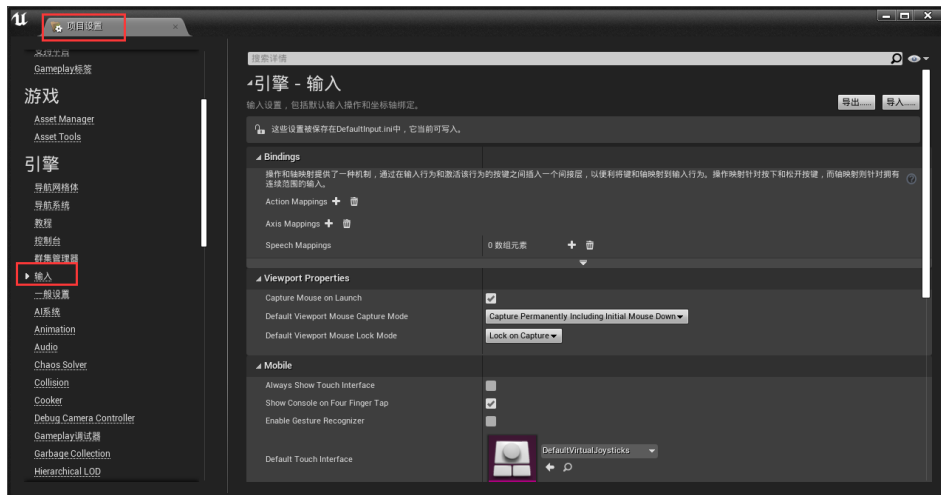 项目设置
支持平台
Gameplay标签
游戏
Asset Manager
Asset Tools
引擎
导航网格体
导航系统
教程
控制台
群集管理器
输入
一般设置
AI系统
Animation
Audio
Chaos Solver
Collision
Cooker
Debug Camera Controller
Gameplay调试器
Garbage Collection
Hierarchical LOD
搜索详情
引擎 - 输入
输入设置，包括默认输入操作和坐标轴绑定。
导出......
导入......
这些设置被保存在DefaultInput.ini中，它当前可写入。
Bindings
操作和轴映射提供了一种机制，通过在输入行为和激活该行为的按键之间插入一个间接层，以便利将键和轴映射到输入行为。操作映射针对按下和松开按键，而轴映射则针对拥有
连续范围的输入。
Action Mappings
Axis Mappings
Speech Mappings
0 数组元素
Viewport Properties
Capture Mouse on Launch
Default Viewport Mouse Capture Mode
Capture Permanently Including Initial Mouse Down
Default Viewport Mouse Lock Mode
Lock on Capture
Mobile
Always Show Touch Interface
Show Console on Four Finger Tap
Enable Gesture Recognizer
Default Touch Interface
DefaultVirtualJoysticks